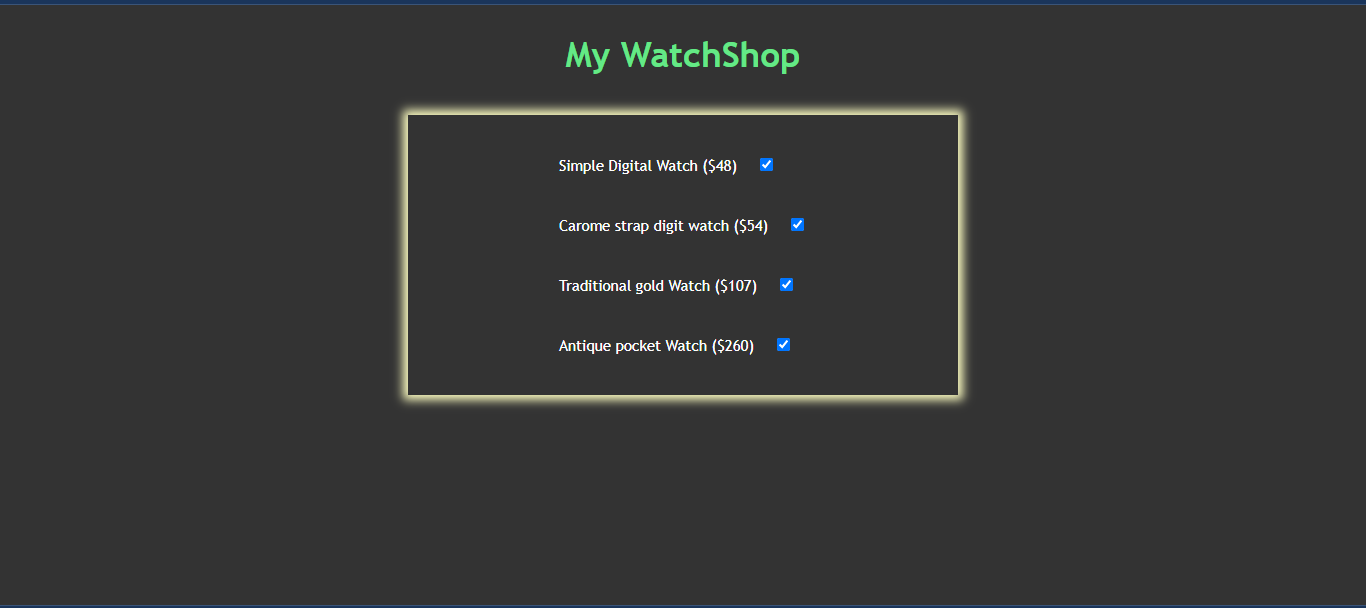 My WatchShop
Simple Digital Watch ($48)
Carome strap digit watch ($54)
Traditional gold Watch ($107)
Antique pocket Watch ($260)